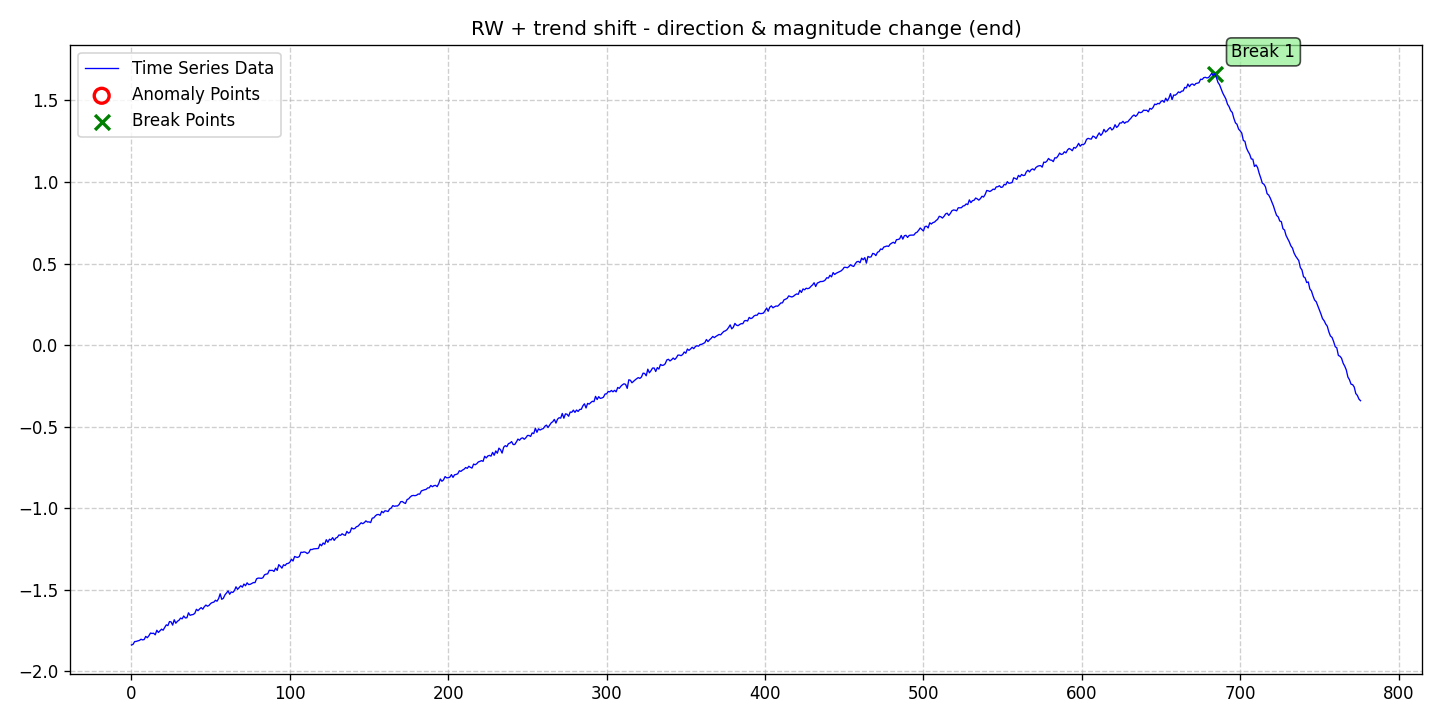 RW + trend shift - direction & magnitude change (end)
Break 1
Time Series Data
Anomaly Points
Break Points
1.5
1.0
0.5
0.0
−0.5
−1.0
−1.5
−2.0
0 100 200 300 400 500 600 700 800